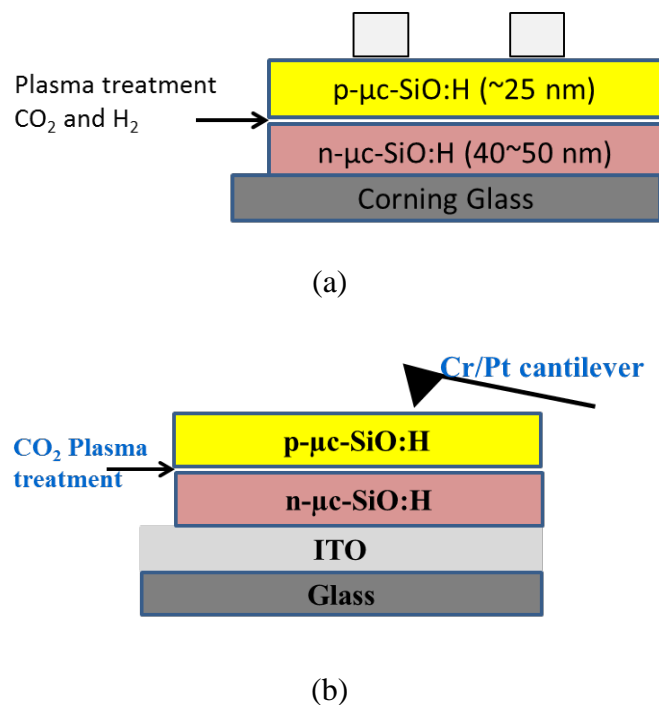 Plasma treatment
CO₂ and H₂
p-µc-SiO:H (~25 nm)
n-µc-SiO:H (40~50 nm)
Corning Glass
(a)
Cr/Pt cantilever
CO₂ Plasma
treatment
p-µc-SiO:H
n-µc-SiO:H
ITO
Glass
(b)